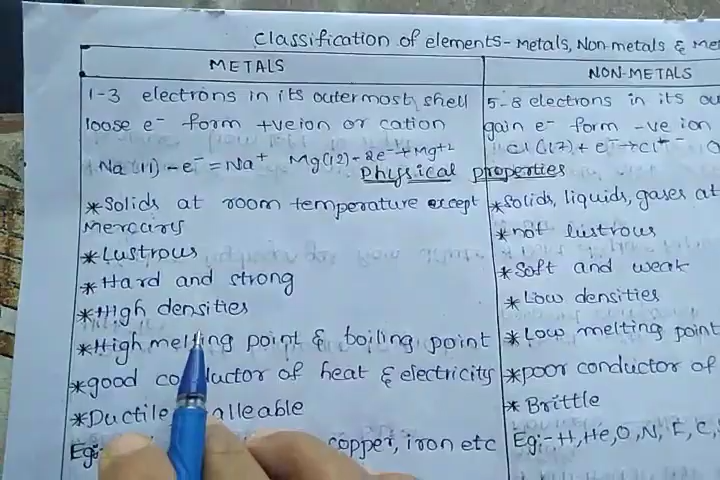 Classification of elements- Metals, Non-metals &
METALS
NON-METALS
1-3 electrons in its outermost shell
loose e⁻ form +ve ion or cation
Na(11)-e⁻=Na⁺ Mg(12)-2e⁻→Mg⁺²
5-8 electrons in its
gain e⁻ form -ve ion
Cl(17)+e⁻→Cl⁻
Physical properties
*Solids at room temperature except
Mercury
*Lustrous
*Hard and strong
*High densities
*High melting point & boiling point
*good conductor of heat & electricity
*Ductile
Eg:- copper, iron etc
*Solids, liquids, gases at
*not lustrous
*Soft and weak
*Low densities
*Low melting point
*poor conductor of
*Brittle
Eg:-H,He,O,N,F,C,